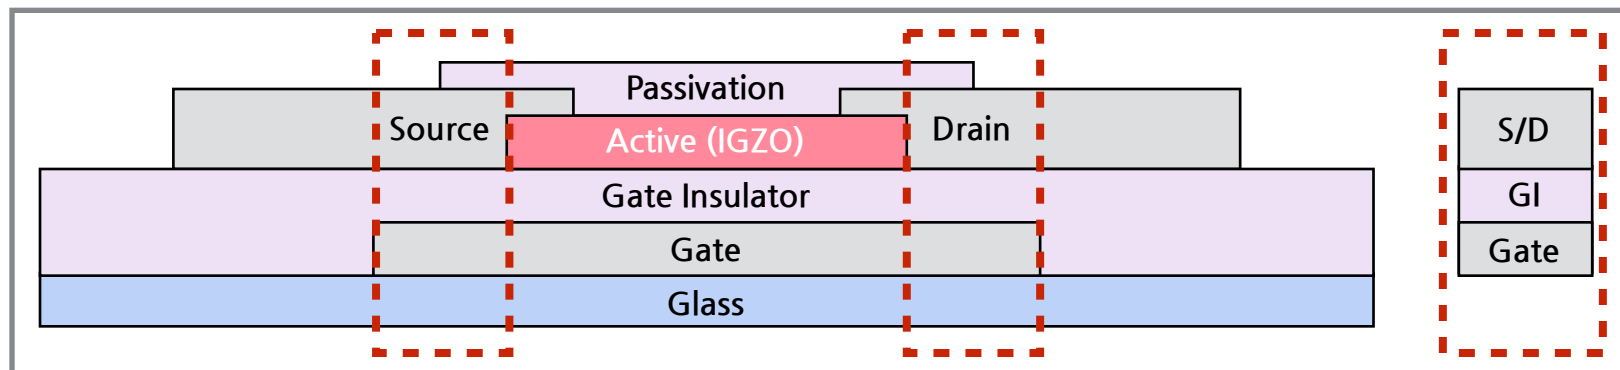 Passivation
Source
Active (IGZO)
Drain
Gate Insulator
Gate
Glass
S/D
GI
Gate